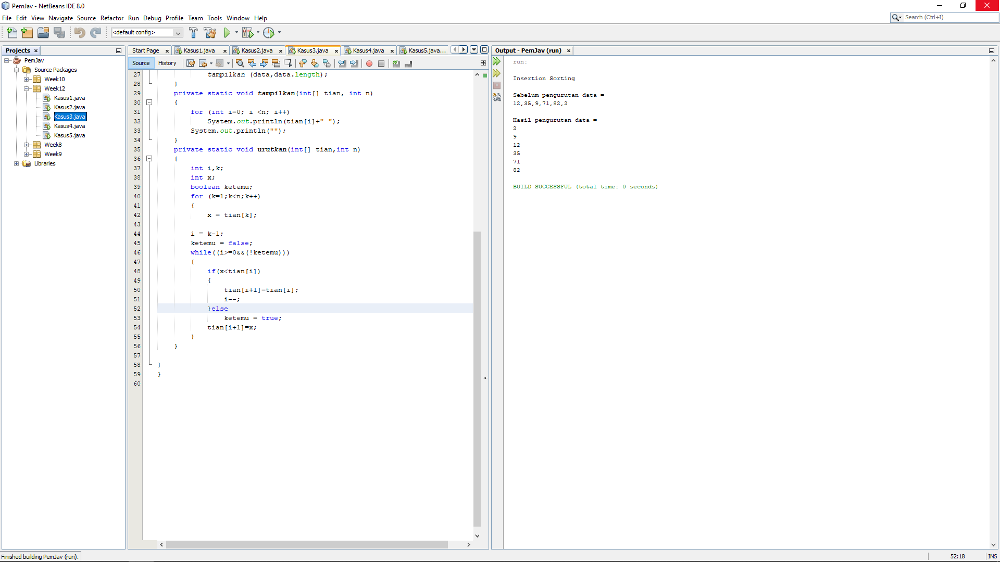 PemJav - NetBeans IDE 8.0
File Edit View Navigate Source Refactor Run Debug Profile Team Tools Window Help
Search (Ctrl+I)
<default config>
Projects
PemJav
Source Packages
Week10
Week12
Kasus1.java
Kasus2.java
Kasus3.java
Kasus4.java
Kasus5.java
Week8
Week9
Libraries
Start Page Kasus1.java Kasus2.java Kasus3.java Kasus4.java Kasus5.java...
Source History
27 tampilkan (data,data.length);
28 }
29 private static void tampilkan(int[] tian, int n)
30 {
31 for (int i=0; i <n; i++)
32 System.out.println(tian[i]+" ");
33 System.out.println("");
34 }
35 private static void urutkan(int[] tian,int n)
36 {
37 int i,k;
38 int x;
39 boolean ketemu;
40 for (k=1;k<n;k++)
41 {
42 x = tian[k];
43
44 i = k-1;
45 ketemu = false;
46 while((i>=0&&(!ketemu)))
47 {
48 if(x<tian[i])
49 {
50 tian[i+1]=tian[i];
51 i--;
52 }else
53 ketemu = true;
54 tian[i+1]=x;
55 }
56 }
57
58 }
59 }
60
Output - PemJav (run)
run:
Insertion Sorting
Sebelum pengurutan data =
12,35,9,71,82,2
Hasil pengurutan data =
2
9
12
35
71
82
BUILD SUCCESSFUL (total time: 0 seconds)
Finished building PemJav (run).
52:18 INS